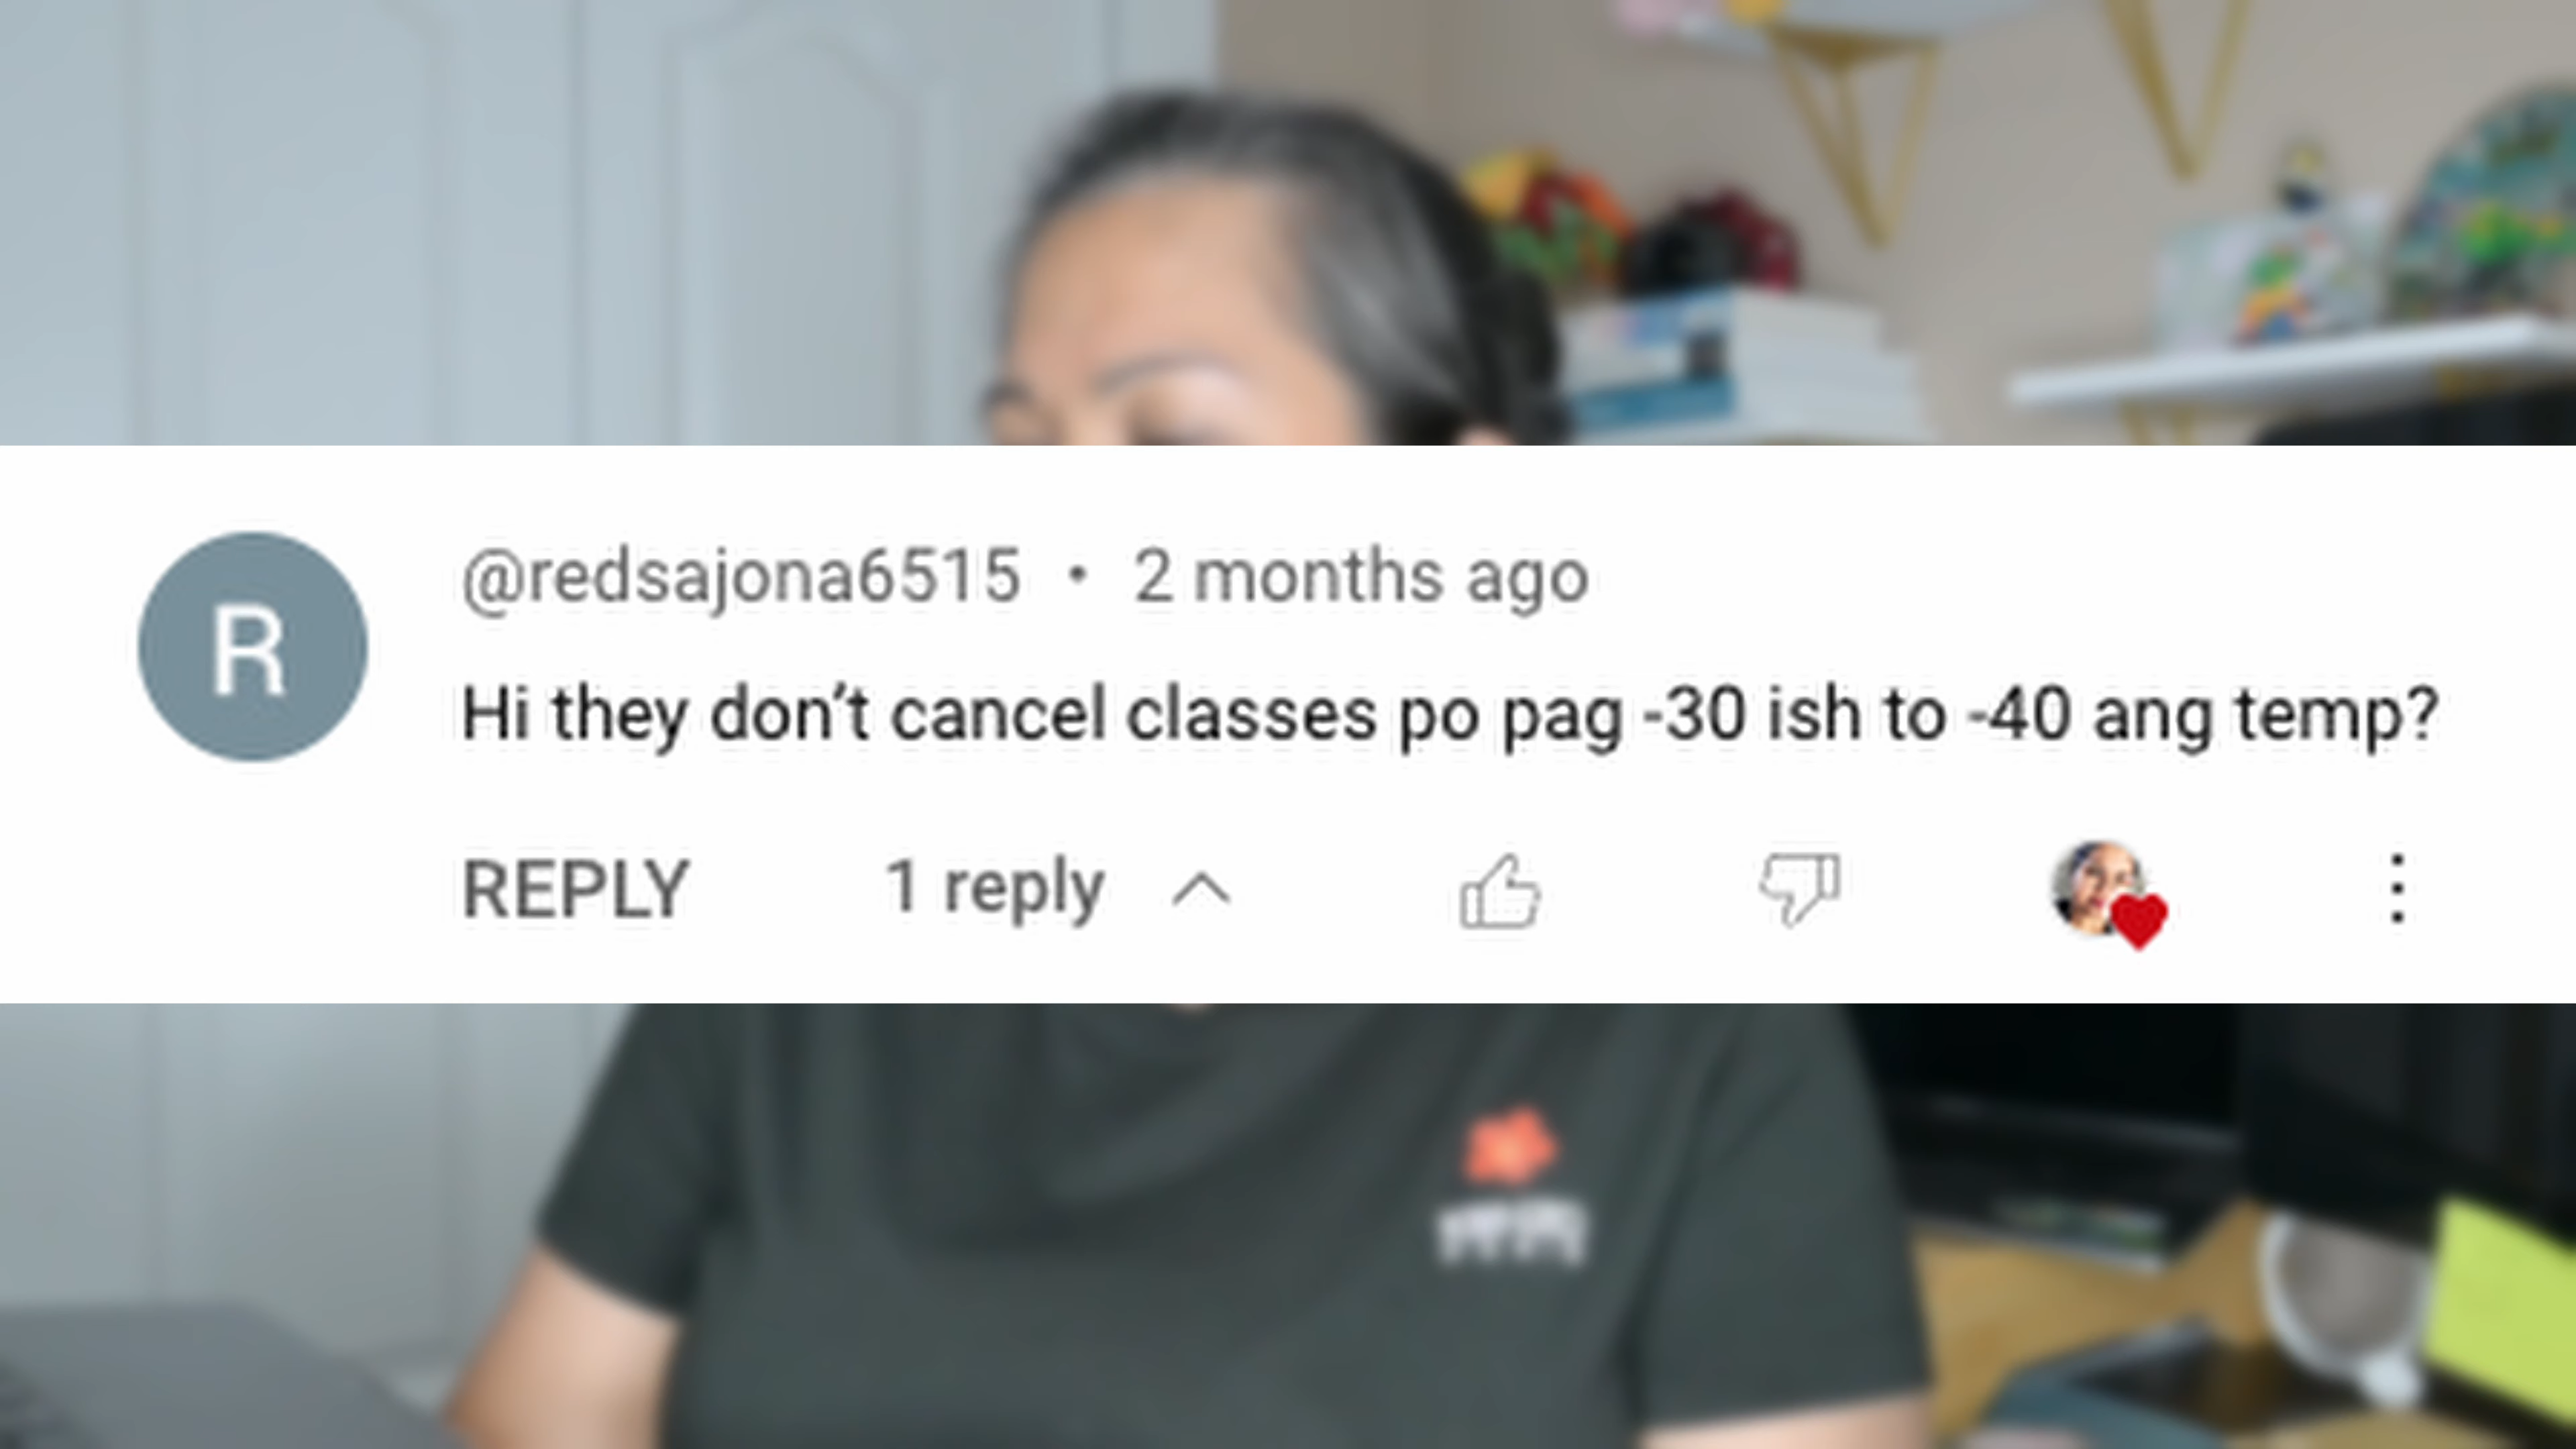 R
@redsajona6515 • 2 months ago
Hi they don't cancel classes po pag -30 ish to -40 ang temp?
REPLY 1 reply